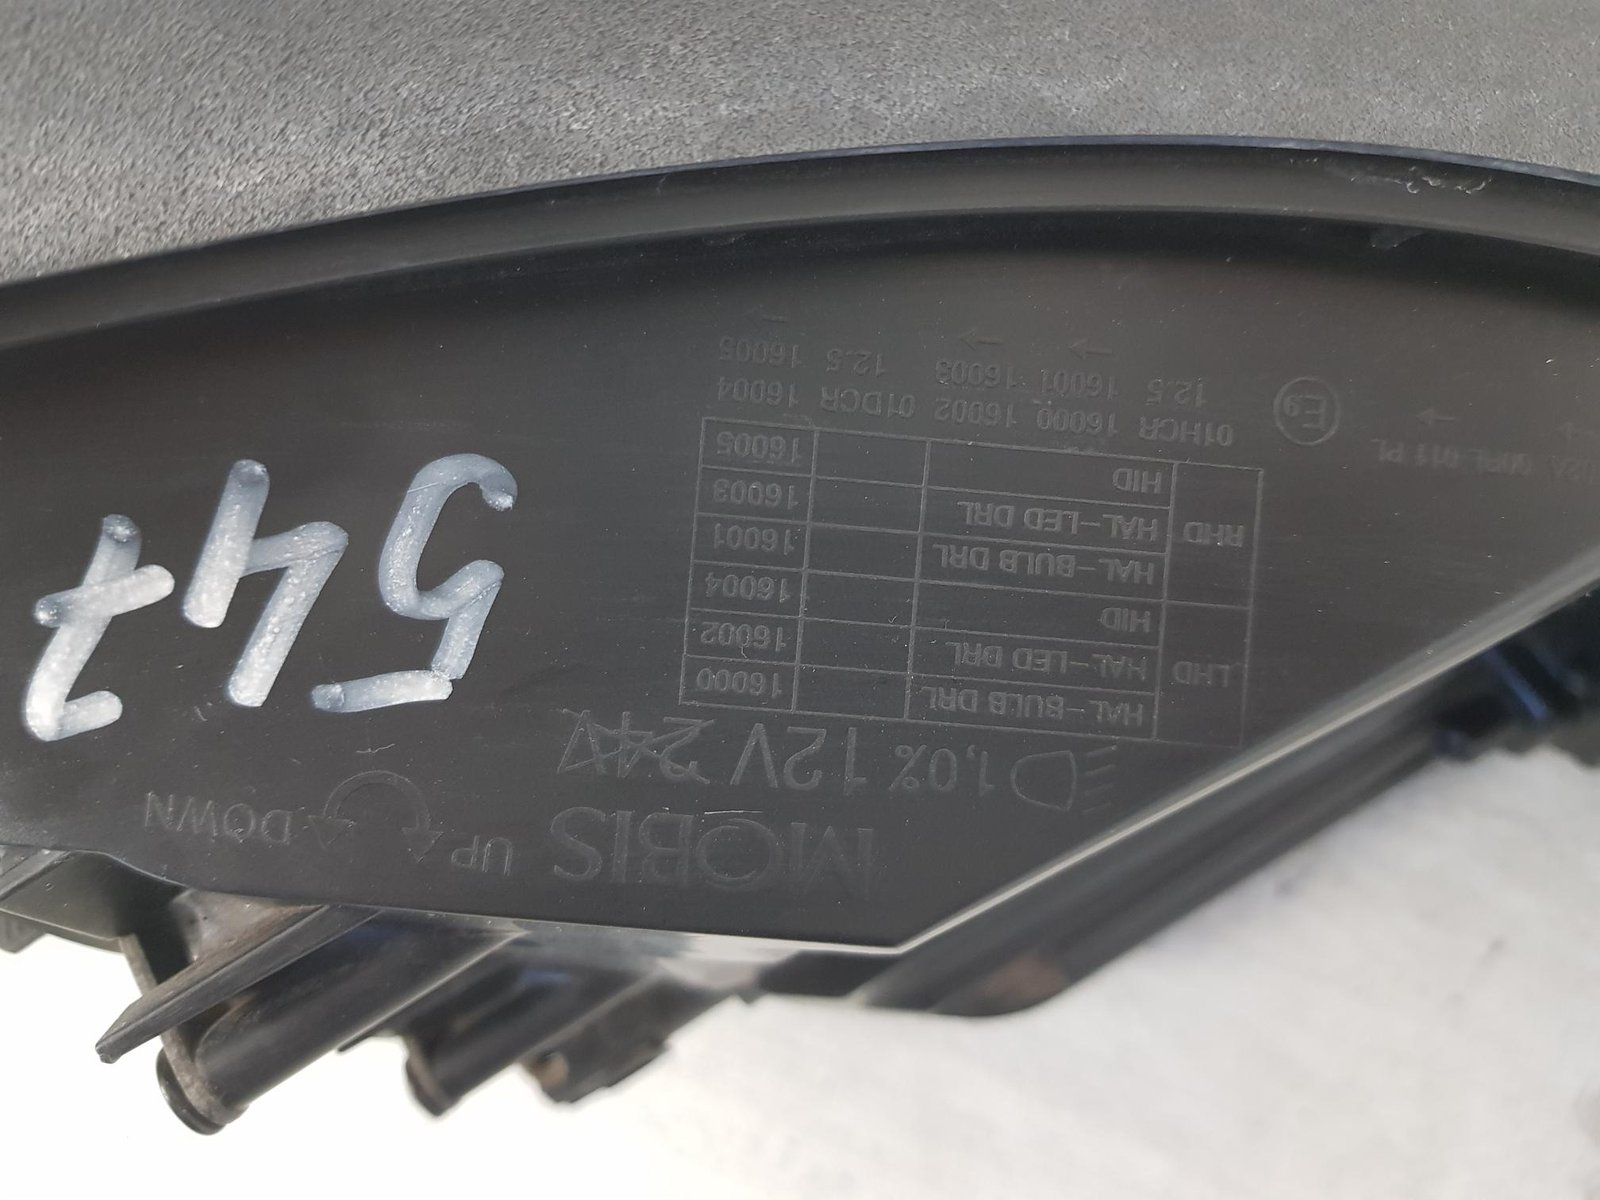 UP DOWN
MOBIS
1,0% 12V 24V
LHD HAL-BULB DRL 16000
HAL-LED DRL 16002
HID 16004
RHD HAL-BULB DRL 16001
HAL-LED DRL 16003
HID 16005
01HCR 16000 16002 01DCR 16004
12.5 16001 16003 12.5 16005
E9
011 PL
547